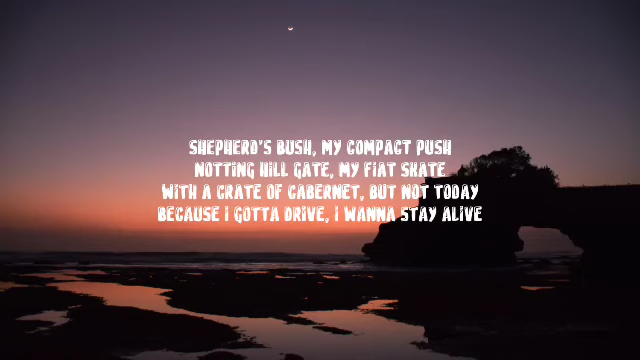 SHEPHERD'S BUSH, MY COMPACT PUSH
NOTTING HILL GATE, MY FIAT SKATE
WITH A CRATE OF CABERNET, BUT NOT TODAY
BECAUSE I GOTTA DRIVE, I WANNA STAY ALIVE